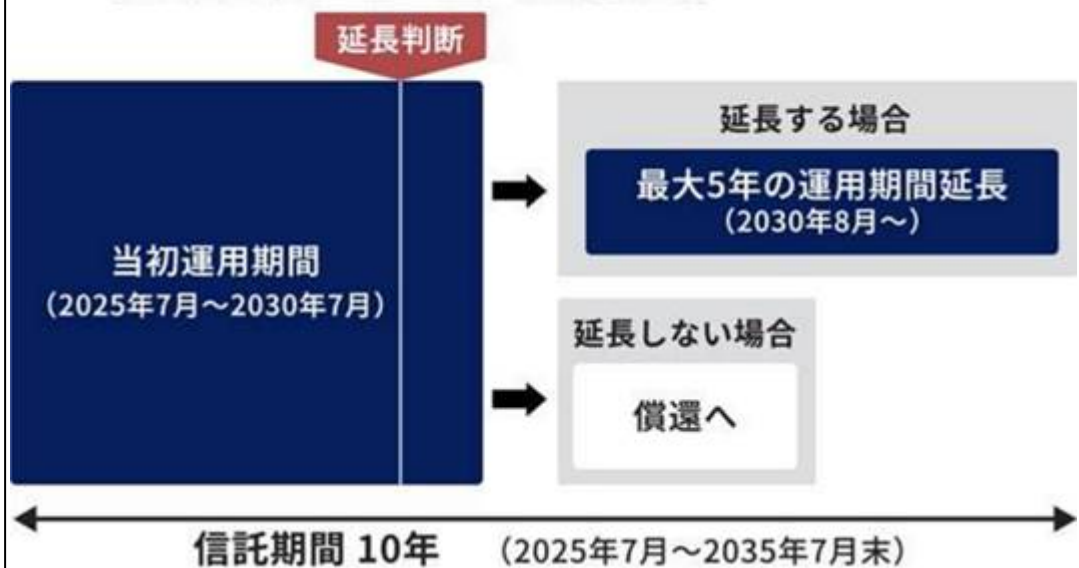 延長判断
当初運用期間
（2025年7月～2030年7月）
延長する場合
最大5年の運用期間延長
（2030年8月～）
延長しない場合
償還へ
信託期間 10年 （2025年7月～2035年7月末）